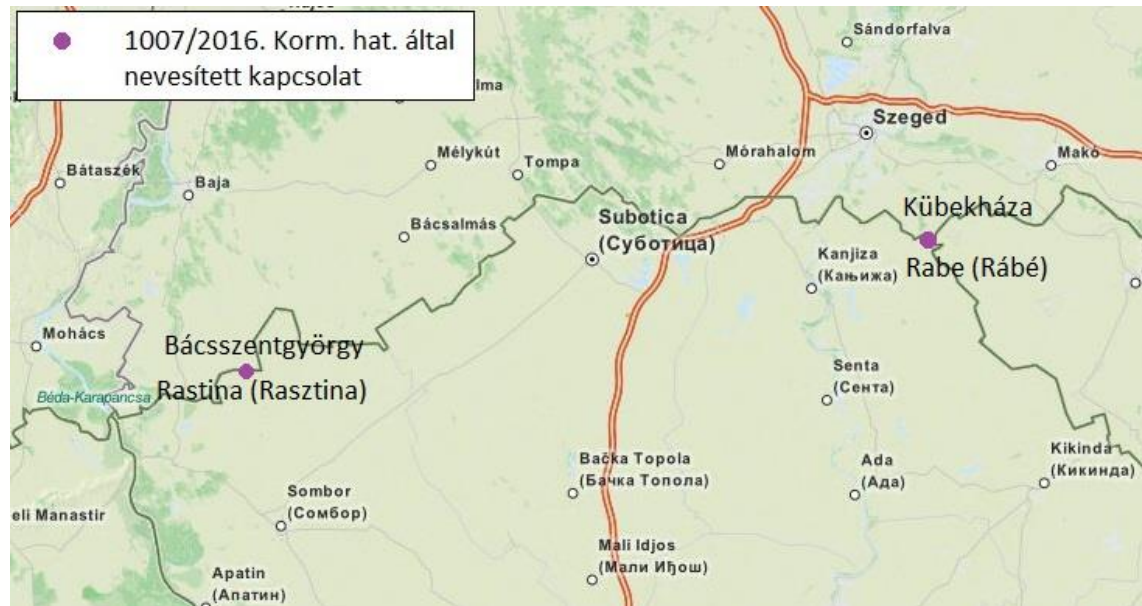 1007/2016. Korm. hat. által
nevesített kapcsolat
Sándorfalva
Szeged
Mélykút
Tompa
Mórahalom
Makó
Bátaszék
Baja
Kübekháza
Bácsalmás
Subotica
(Суботица)
Kanjiza
(Кањижа)
Rabe (Rábé)
Mohács
Bácsszentgyörgy
Rastina (Rasztina)
Béda-Karapancsa
Senta
(Сента)
Bačka Topola
(Бачка Топола)
Ada
(Ада)
Kikinda
(Кикинда)
Sombor
(Сомбор)
eli Manastir
Mali Idjos
(Мали Иђош)
Apatin
(Апатин)